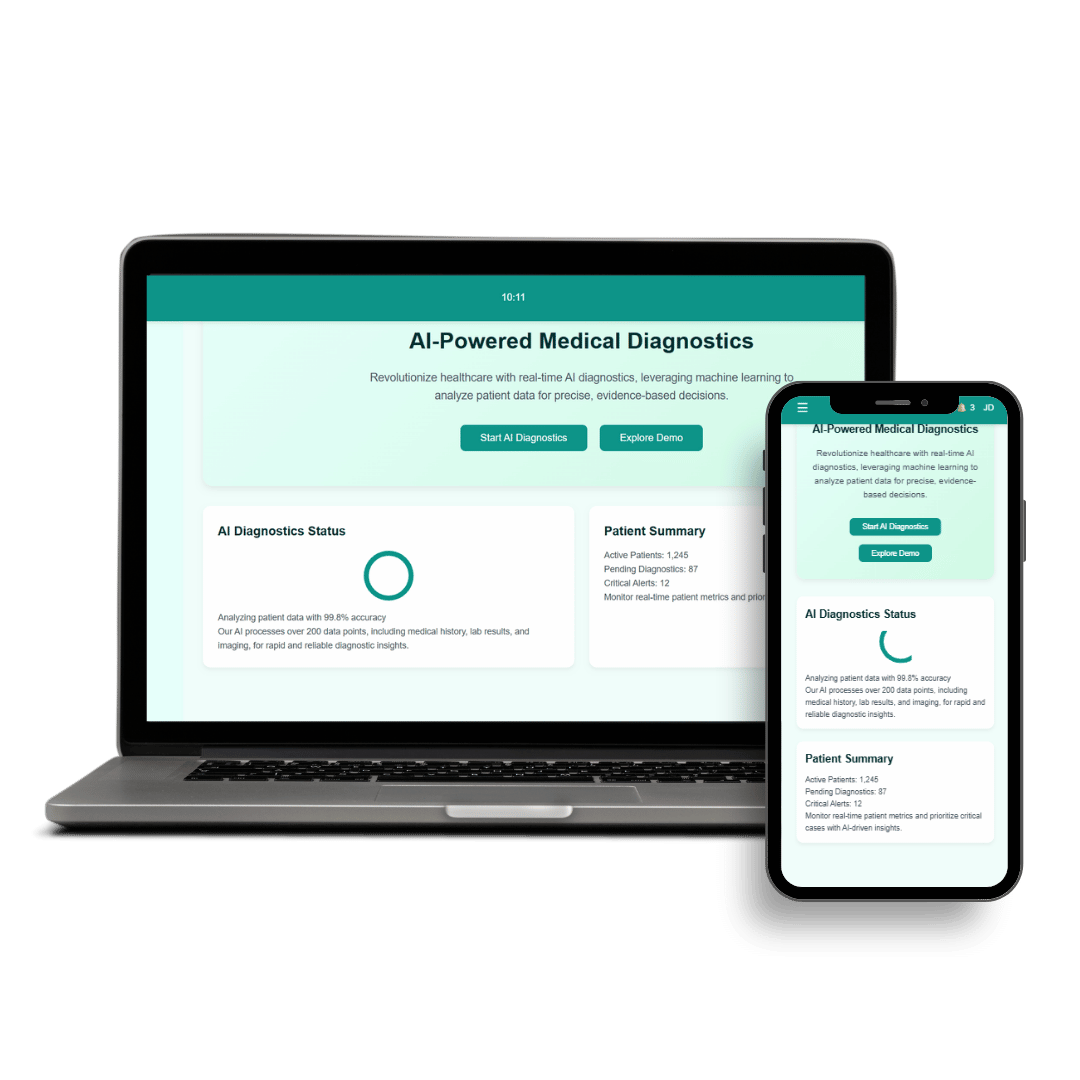 10:11
AI-Powered Medical Diagnostics
Revolutionize healthcare with real-time AI diagnostics, leveraging machine learning to
analyze patient data for precise, evidence-based decisions.
Start AI Diagnostics
Explore Demo
AI Diagnostics Status
Analyzing patient data with 99.8% accuracy
Our AI processes over 200 data points, including medical history, lab results, and
imaging, for rapid and reliable diagnostic insights.
Patient Summary
Active Patients: 1,245
Pending Diagnostics: 87
Critical Alerts: 12
Monitor real-time patient metrics and
3 JD
AI-Powered Medical Diagnostics
Revolutionize healthcare with real-time AI
diagnostics, leveraging machine learning to
analyze patient data for precise, evidence-
based decisions.
Start AI Diagnostics
Explore Demo
AI Diagnostics Status
Analyzing patient data with 99.8% accuracy
Our AI processes over 200 data points, including
medical history, lab results, and imaging, for rapid and
reliable diagnostic insights.
Patient Summary
Active Patients: 1,245
Pending Diagnostics: 87
Critical Alerts: 12
Monitor real-time patient metrics and prioritize critical
cases with AI-driven insights.